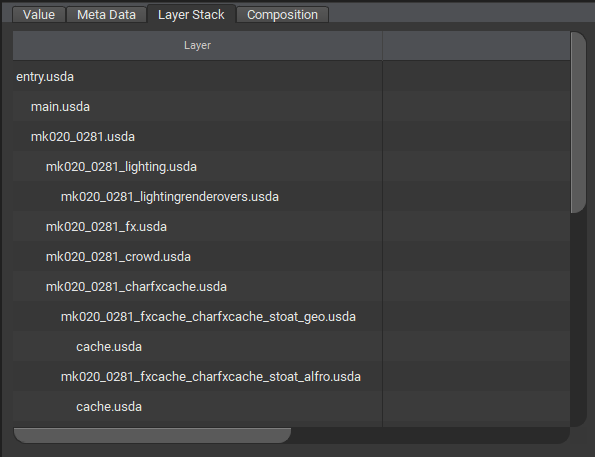 Value Meta Data Layer Stack Composition
Layer
entry.usda
main.usda
mk020_0281.usda
mk020_0281_lighting.usda
mk020_0281_lightingrenderovers.usda
mk020_0281_fx.usda
mk020_0281_crowd.usda
mk020_0281_charfxcache.usda
mk020_0281_fxcache_charfxcache_stoat_geo.usda
cache.usda
mk020_0281_fxcache_charfxcache_stoat_alfro.usda
cache.usda